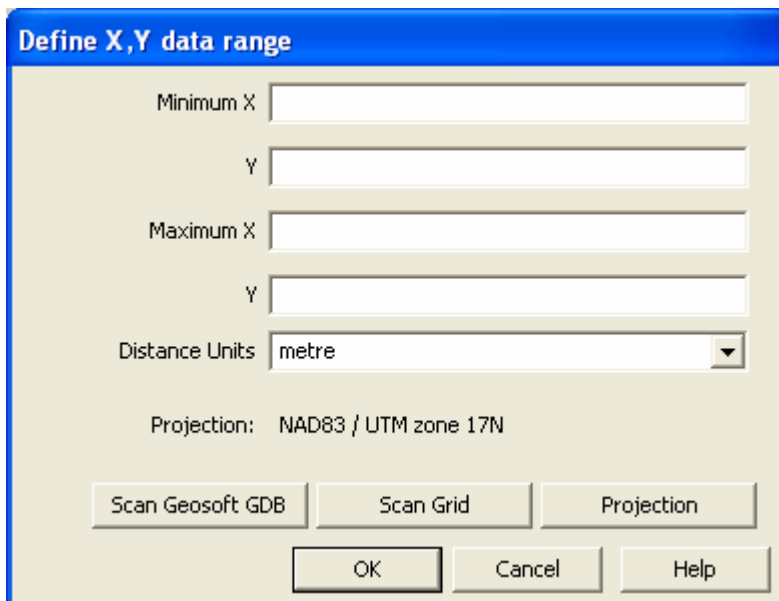 Define X,Y data range
Minimum X
Y
Maximum X
Y
Distance Units metre
Projection: NAD83 / UTM zone 17N
Scan Geosoft GDB Scan Grid Projection
OK Cancel Help